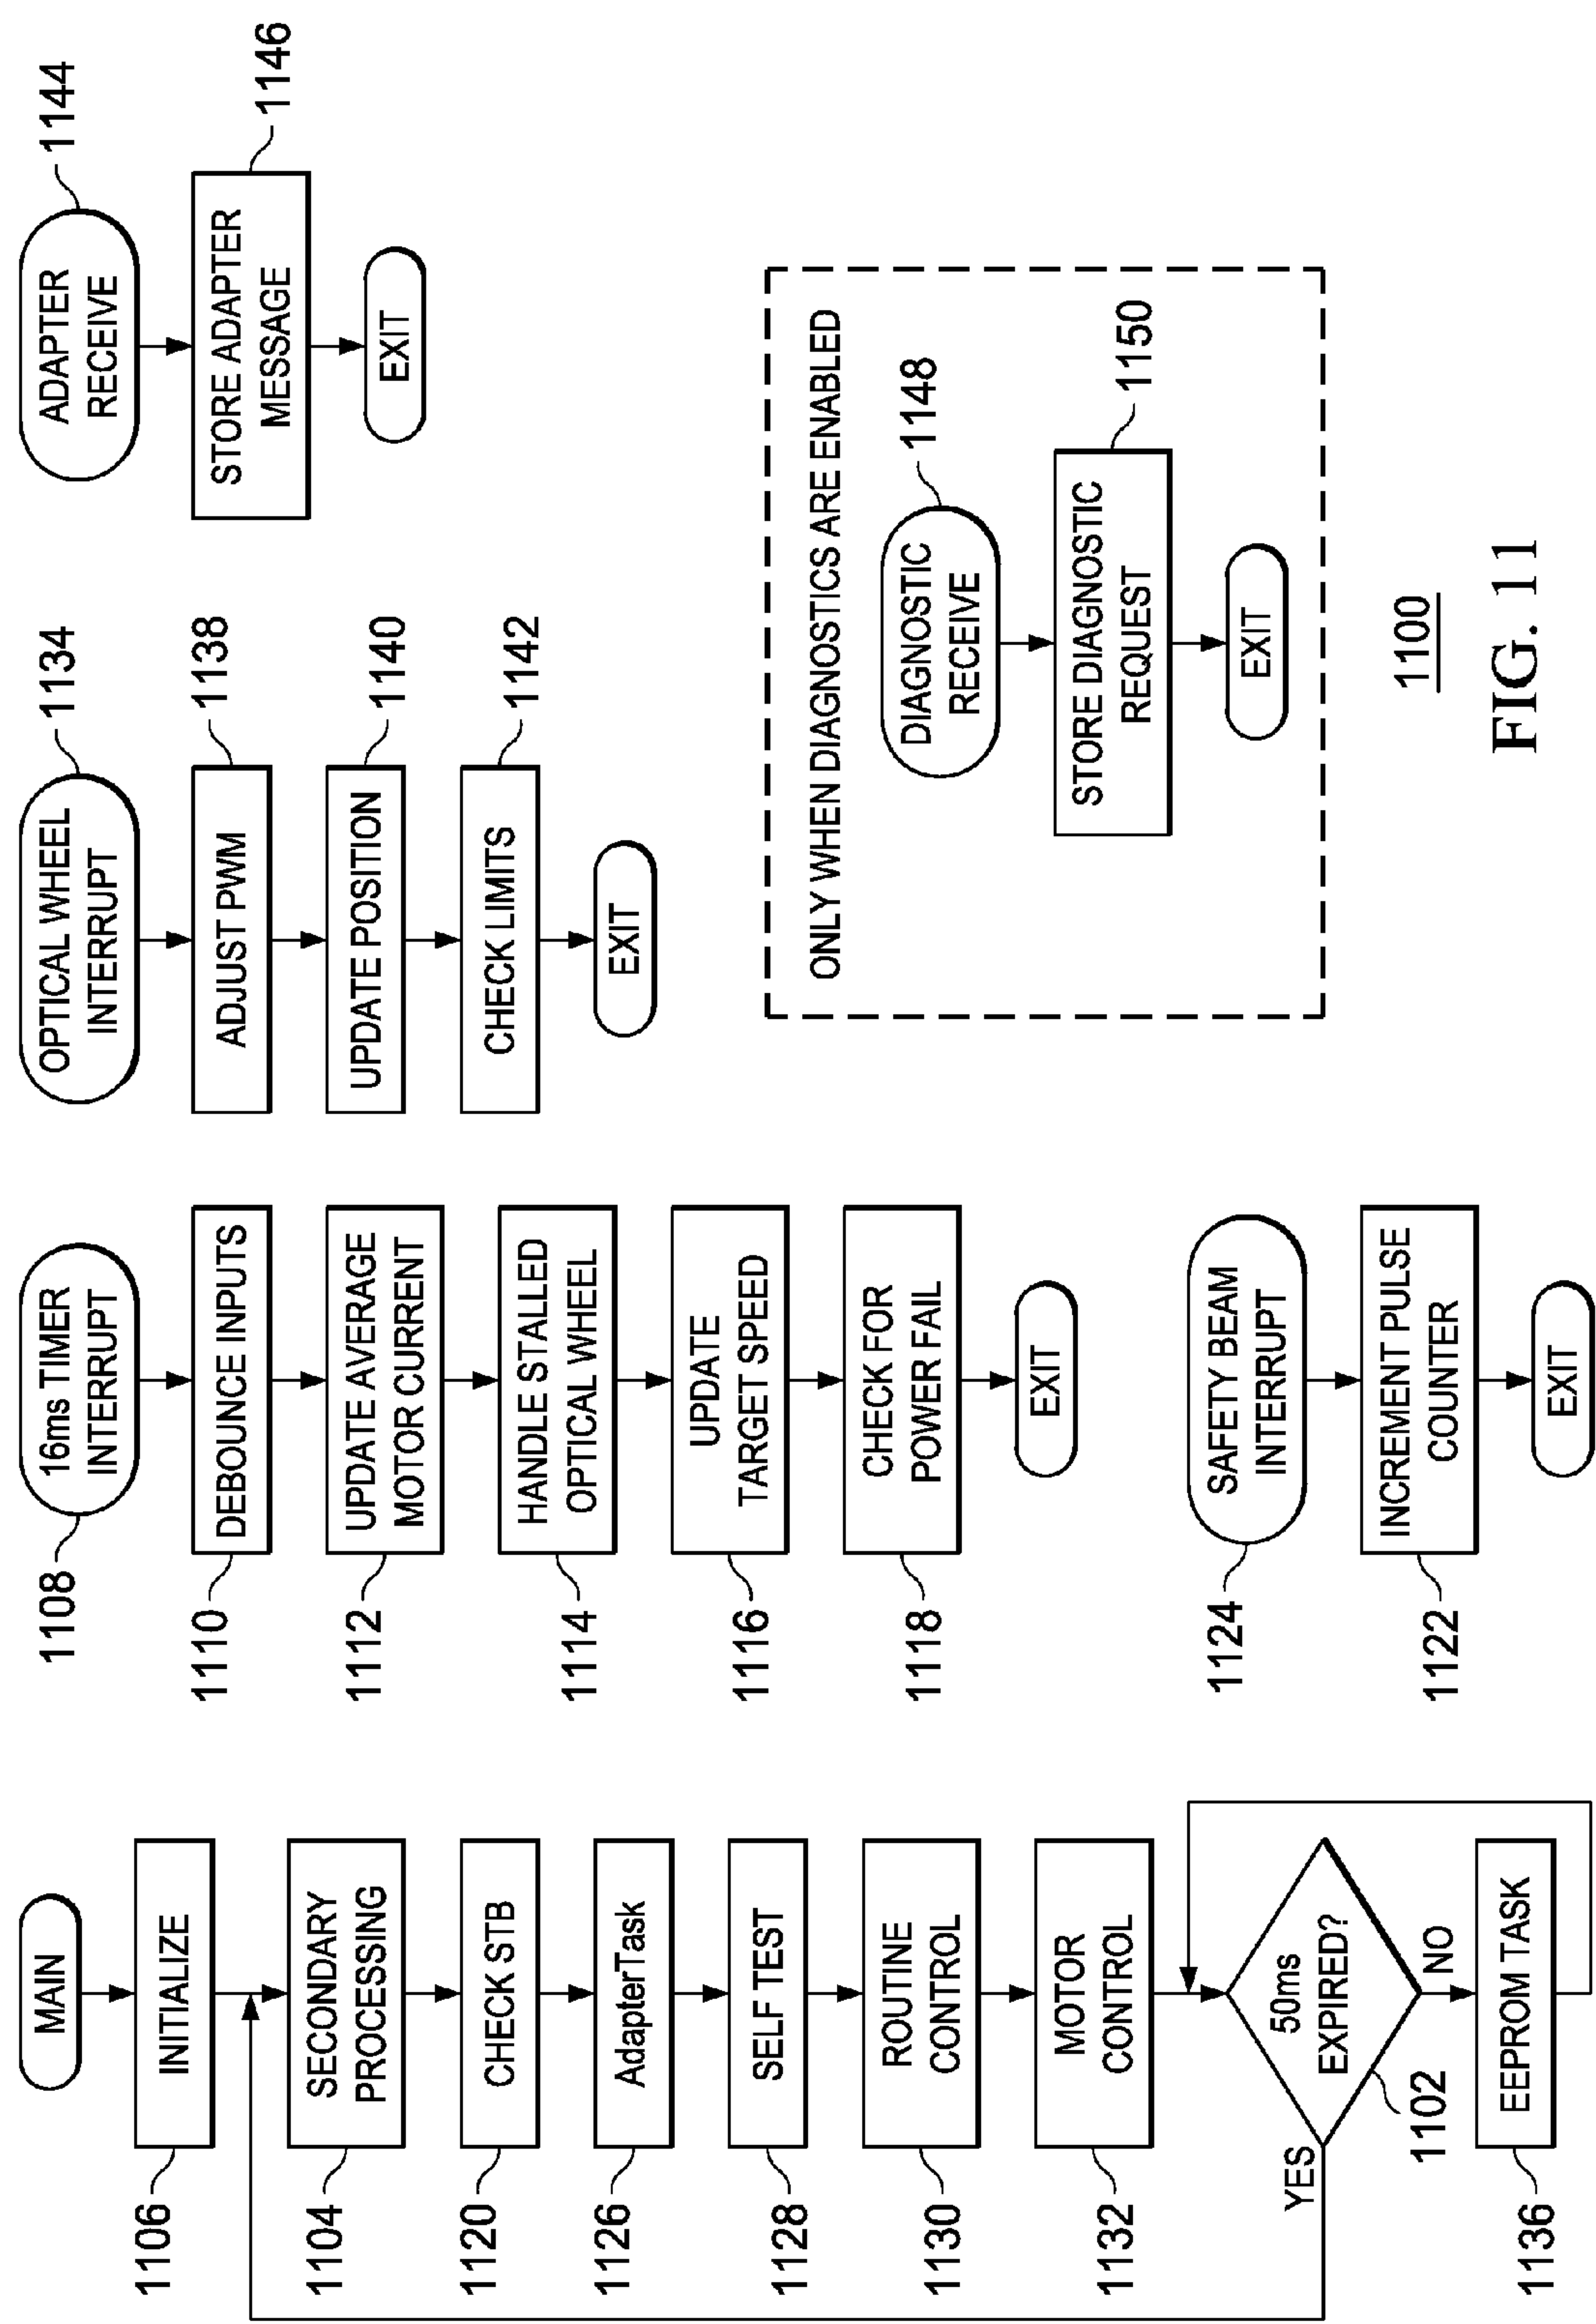 MAIN
1106
INITIALIZE
1104
SECONDARY
PROCESSING
1120
CHECK STB
1126
AdapterTask
1128
SELF TEST
1130
ROUTINE
CONTROL
1132
MOTOR
CONTROL
50ms
EXPIRED?
YES
NO
1102
1136
EEPROM TASK
1108
16ms TIMER
INTERRUPT
1110
DEBOUNCE INPUTS
1112
UPDATE AVERAGE
MOTOR CURRENT
1114
HANDLE STALLED
OPTICAL WHEEL
1116
UPDATE
TARGET SPEED
1118
CHECK FOR
POWER FAIL
EXIT
1124
SAFETY BEAM
INTERRUPT
1122
INCREMENT PULSE
COUNTER
EXIT
OPTICAL WHEEL
INTERRUPT
1134
ADJUST PWM
1138
UPDATE POSITION
1140
CHECK LIMITS
1142
EXIT
ADAPTER
RECEIVE
1144
STORE ADAPTER
MESSAGE
1146
EXIT
ONLY WHEN DIAGNOSTICS ARE ENABLED
DIAGNOSTIC
RECEIVE
1148
STORE DIAGNOSTIC
REQUEST
1150
EXIT
1100
FIG. 11